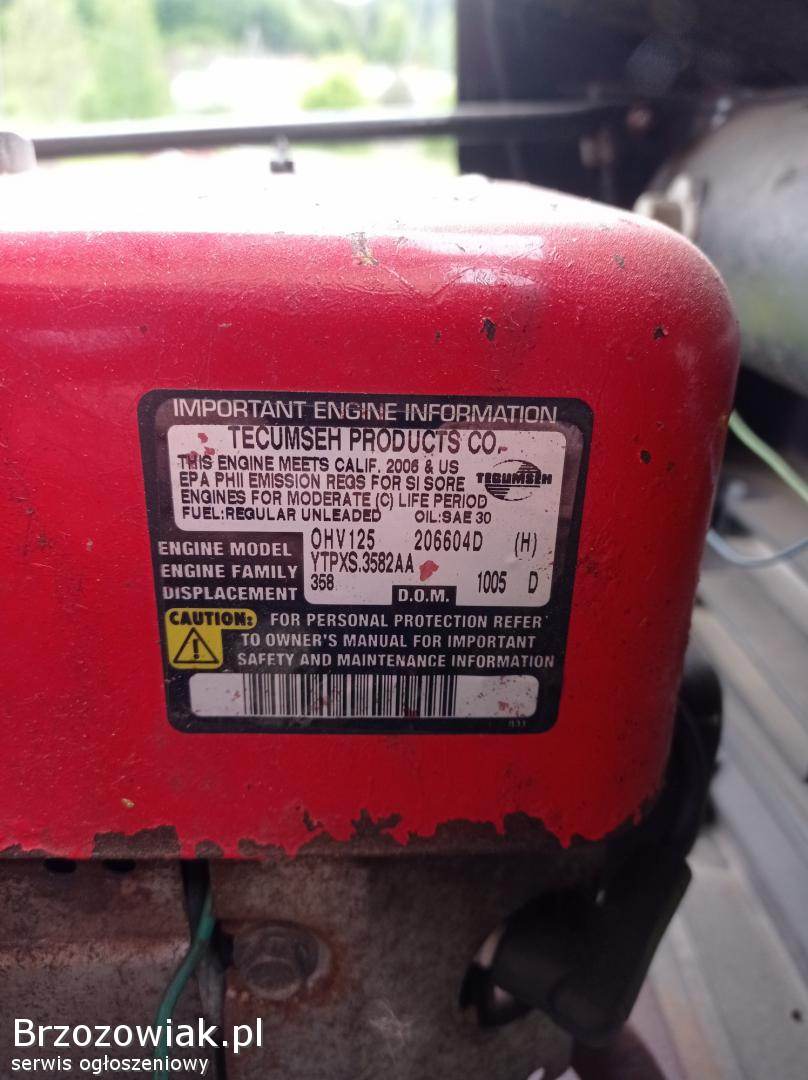 IMPORTANT ENGINE INFORMATION
TECUMSEH PRODUCTS CO.
THIS ENGINE MEETS CALIF. 2006 & US
EPA PHII EMISSION REGS FOR SI SORE
ENGINES FOR MODERATE (C) LIFE PERIOD
FUEL:REGULAR UNLEADED OIL:SAE 30
TECUMSEH
ENGINE MODEL OHV125 206604D (H)
ENGINE FAMILY YTPXS.3582AA
DISPLACEMENT 358 D.O.M. 1005 D
CAUTION: FOR PERSONAL PROTECTION REFER
TO OWNER'S MANUAL FOR IMPORTANT
SAFETY AND MAINTENANCE INFORMATION
Brzozowiak.pl
serwis ogłoszeniowy